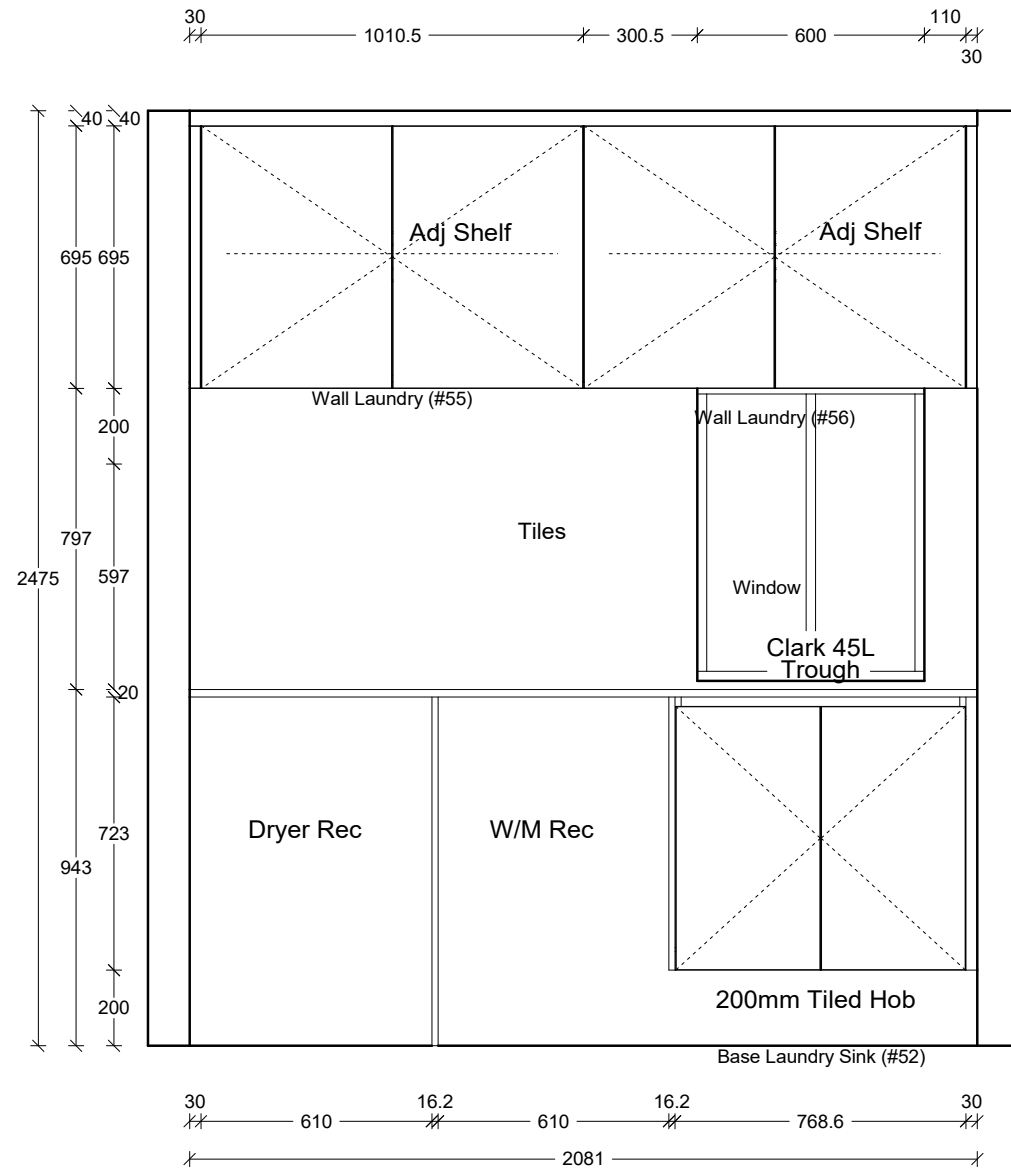 30
110
1010.5
300.5
600
30
40
40
Adj Shelf
Adj Shelf
695
695
Wall Laundry (#55)
Wall Laundry (#56)
200
Tiles
797
2475
597
Window
Clark 45L
Trough
20
Dryer Rec
W/M Rec
723
943
200mm Tiled Hob
200
Base Laundry Sink (#52)
30
16.2
16.2
30
610
610
768.6
2081